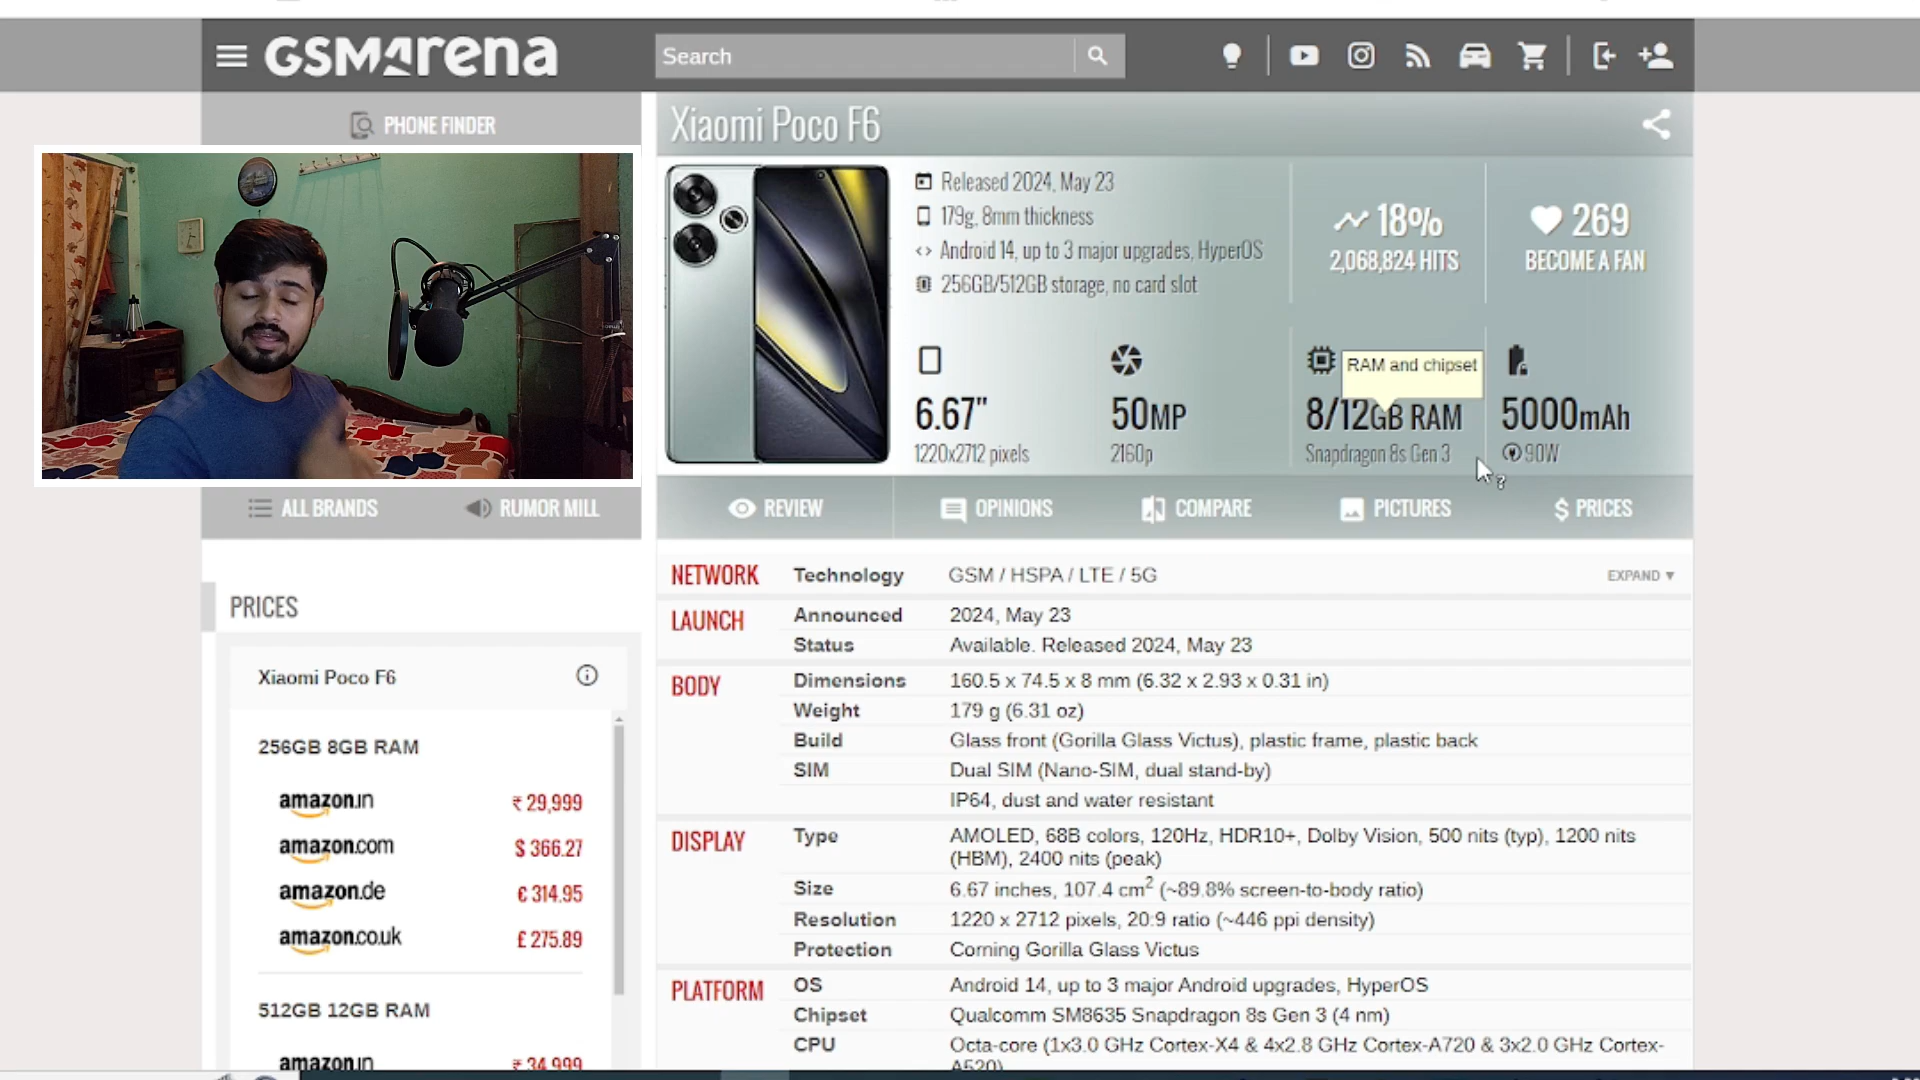 GSMArena
Search
PHONE FINDER
Xiaomi Poco F6
Released 2024, May 23
179g, 8mm thickness
Android 14, up to 3 major upgrades, HyperOS
256GB/512GB storage, no card slot
18%
2,068,824 HITS
269
BECOME A FAN
6.67"
1220x2712 pixels
50MP
2160p
RAM and chipset
8/12GB RAM
Snapdragon 8s Gen 3
5000mAh
90W
ALL BRANDS
RUMOR MILL
REVIEW
OPINIONS
COMPARE
PICTURES
$ PRICES
PRICES
Xiaomi Poco F6
256GB 8GB RAM
amazon.in ₹ 29,999
amazon.com $ 366.27
amazon.de € 314.95
amazon.co.uk £ 275.89
512GB 12GB RAM
amazon.in ₹ 34,999
NETWORK Technology GSM / HSPA / LTE / 5G EXPAND ▼
LAUNCH Announced 2024, May 23
Status Available. Released 2024, May 23
BODY Dimensions 160.5 x 74.5 x 8 mm (6.32 x 2.93 x 0.31 in)
Weight 179 g (6.31 oz)
Build Glass front (Gorilla Glass Victus), plastic frame, plastic back
SIM Dual SIM (Nano-SIM, dual stand-by)
IP64, dust and water resistant
DISPLAY Type AMOLED, 68B colors, 120Hz, HDR10+, Dolby Vision, 500 nits (typ), 1200 nits
(HBM), 2400 nits (peak)
Size 6.67 inches, 107.4 cm² (~89.8% screen-to-body ratio)
Resolution 1220 x 2712 pixels, 20:9 ratio (~446 ppi density)
Protection Corning Gorilla Glass Victus
PLATFORM OS Android 14, up to 3 major Android upgrades, HyperOS
Chipset Qualcomm SM8635 Snapdragon 8s Gen 3 (4 nm)
CPU Octa-core (1x3.0 GHz Cortex-X4 & 4x2.8 GHz Cortex-A720 & 3x2.0 GHz Cortex-
A520)